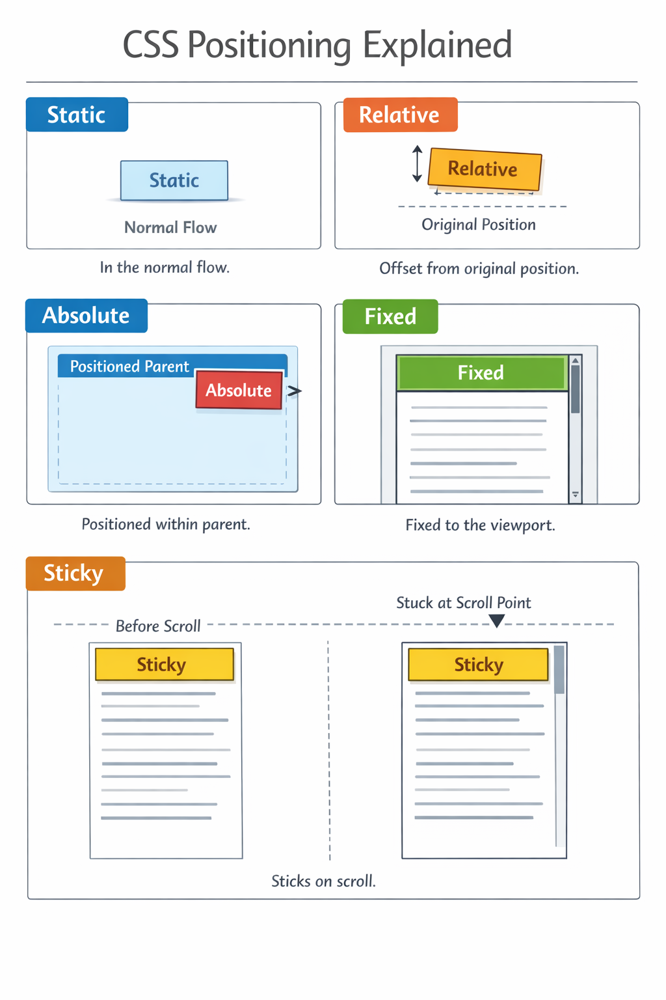 CSS Positioning Explained
Static
Static
Normal Flow
In the normal flow.
Relative
Relative
Original Position
Offset from original position.
Absolute
Positioned Parent
Absolute
Positioned within parent.
Fixed
Fixed
Fixed to the viewport.
Sticky
Stuck at Scroll Point
Before Scroll
Sticky
Sticky
Sticks on scroll.